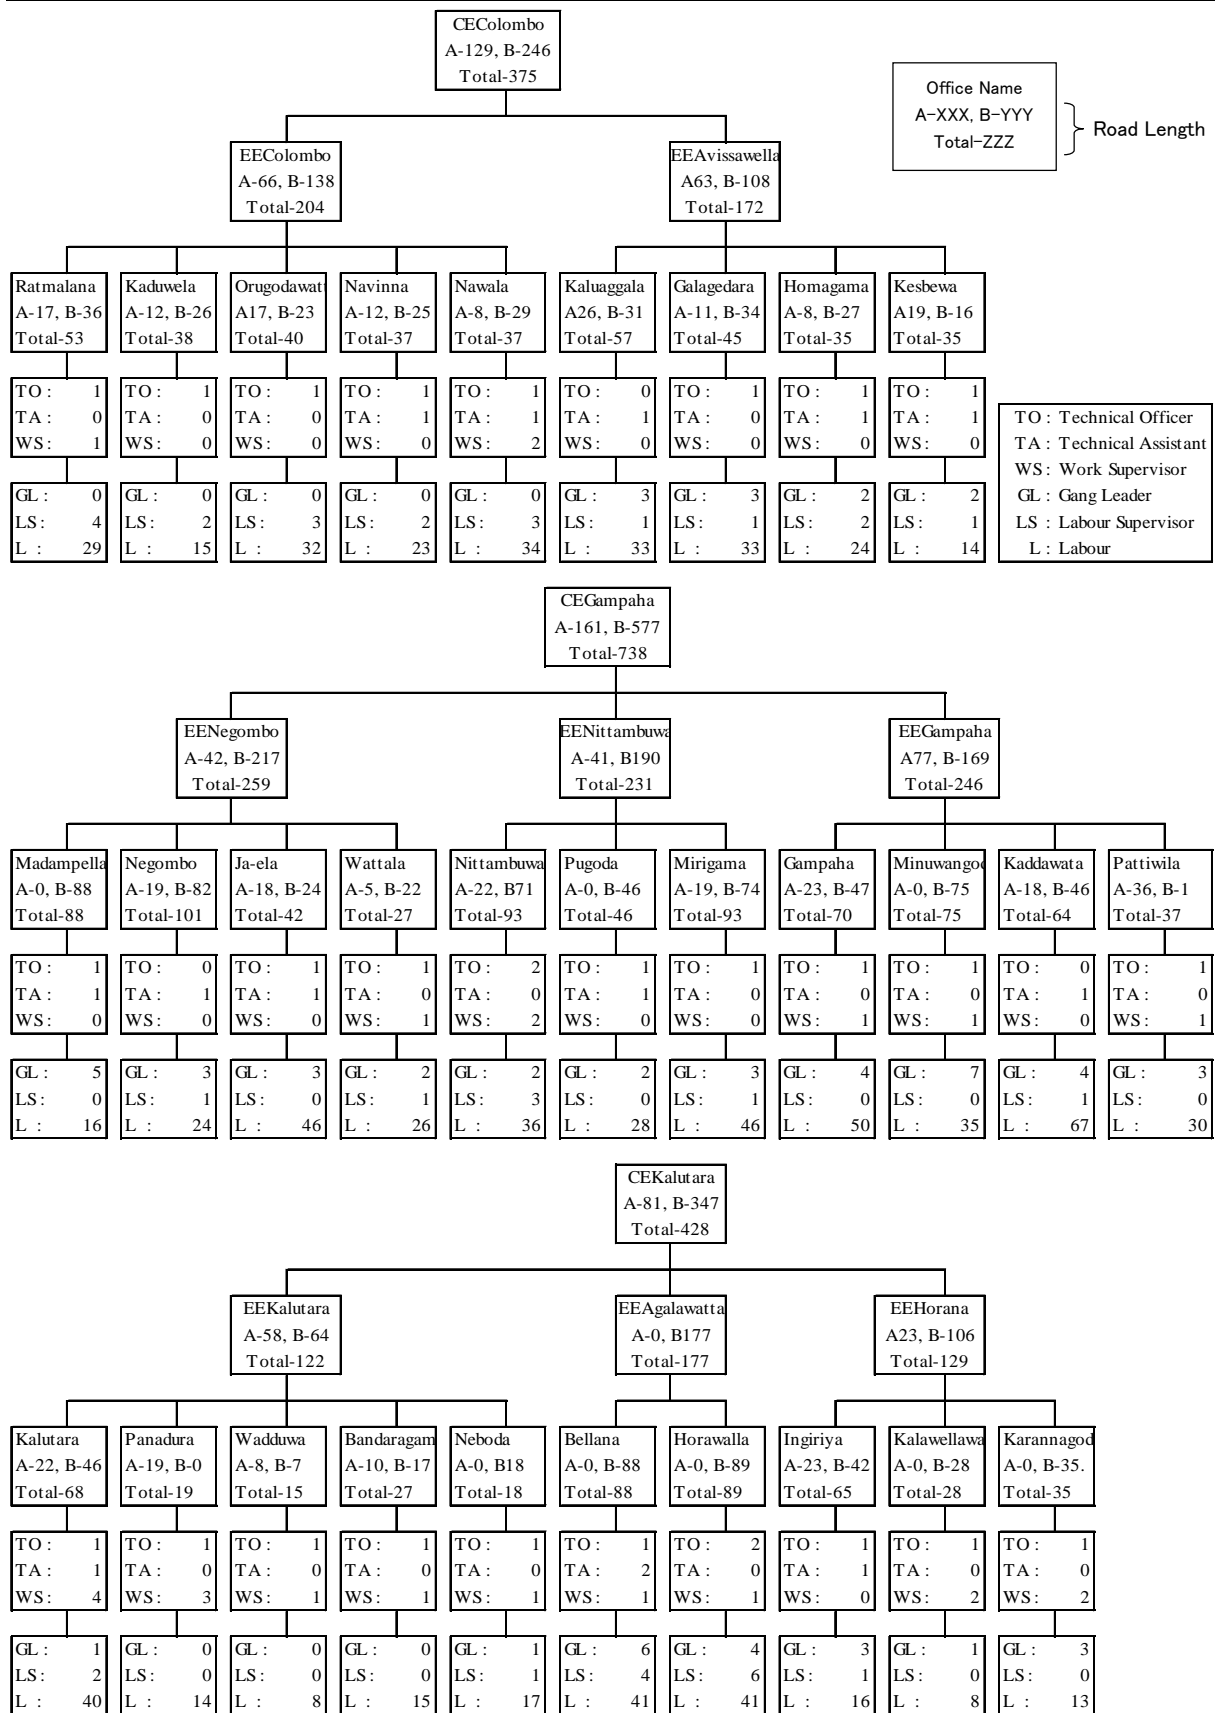 CEColombo
A-129, B-246
Total-375
Office Name
A-XXX, B-YYY
Total-ZZZ
Road Length
EEColombo
A-66, B-138
Total-204
EEAvissawella
A63, B-108
Total-172
Ratmalana
A-17, B-36
Total-53
Kaduwela
A-12, B-26
Total-38
Orugodawatt
A17, B-23
Total-40
Navinna
A-12, B-25
Total-37
Nawala
A-8, B-29
Total-37
Kaluaggala
A26, B-31
Total-57
Galagedara
A-11, B-34
Total-45
Homagama
A-8, B-27
Total-35
Kesbewa
A19, B-16
Total-35
TO : 1 TO : 1 TO : 1 TO : 1 TO : 1 TO : 0 TO : 1 TO : 1 TO : 1
TA : 0 TA : 0 TA : 0 TA : 1 TA : 1 TA : 1 TA : 0 TA : 1 TA : 1
WS : 1 WS : 0 WS : 0 WS : 0 WS : 2 WS : 0 WS : 0 WS : 0 WS : 0
GL : 0 GL : 0 GL : 0 GL : 0 GL : 0 GL : 3 GL : 3 GL : 2 GL : 2
LS : 4 LS : 2 LS : 3 LS : 2 LS : 3 LS : 1 LS : 1 LS : 2 LS : 1
L : 29 L : 15 L : 32 L : 23 L : 34 L : 33 L : 33 L : 24 L : 14
TO : Technical Officer
TA : Technical Assistant
WS : Work Supervisor
GL : Gang Leader
LS : Labour Supervisor
L : Labour
CEGampaha
A-161, B-577
Total-738
EENegombo
A-42, B-217
Total-259
EENittambuwa
A-41, B190
Total-231
EEGampaha
A77, B-169
Total-246
Madampella
A-0, B-88
Total-88
Negombo
A-19, B-82
Total-101
Ja-ela
A-18, B-24
Total-42
Wattala
A-5, B-22
Total-27
Nittambuwa
A-22, B71
Total-93
Pugoda
A-0, B-46
Total-46
Mirigama
A-19, B-74
Total-93
Gampaha
A-23, B-47
Total-70
Minuwangod
A-0, B-75
Total-75
Kaddawata
A-18, B-46
Total-64
Pattiwila
A-36, B-1
Total-37
TO : 1 TO : 0 TO : 1 TO : 1 TO : 2 TO : 1 TO : 1 TO : 1 TO : 1 TO : 0 TO : 1
TA : 1 TA : 1 TA : 1 TA : 0 TA : 0 TA : 1 TA : 0 TA : 0 TA : 0 TA : 1 TA : 0
WS : 0 WS : 0 WS : 0 WS : 1 WS : 2 WS : 0 WS : 0 WS : 1 WS : 1 WS : 0 WS : 1
GL : 5 GL : 3 GL : 3 GL : 2 GL : 2 GL : 2 GL : 3 GL : 4 GL : 7 GL : 4 GL : 3
LS : 0 LS : 1 LS : 0 LS : 1 LS : 3 LS : 0 LS : 1 LS : 0 LS : 0 LS : 1 LS : 0
L : 16 L : 24 L : 46 L : 26 L : 36 L : 28 L : 46 L : 50 L : 35 L : 67 L : 30
CEKalutara
A-81, B-347
Total-428
EEKalutara
A-58, B-64
Total-122
EEAgalawatta
A-0, B177
Total-177
EEHorana
A23, B-106
Total-129
Kalutara
A-22, B-46
Total-68
Panadura
A-19, B-0
Total-19
Wadduwa
A-8, B-7
Total-15
Bandaragam
A-10, B-17
Total-27
Neboda
A-0, B18
Total-18
Bellana
A-0, B-88
Total-88
Horawalla
A-0, B-89
Total-89
Ingiriya
A-23, B-42
Total-65
Kalawellawa
A-0, B-28
Total-28
Karannagod
A-0, B-35.
Total-35
TO : 1 TO : 1 TO : 1 TO : 1 TO : 1 TO : 1 TO : 2 TO : 1 TO : 1 TO : 1
TA : 1 TA : 0 TA : 0 TA : 0 TA : 0 TA : 2 TA : 0 TA : 1 TA : 0 TA : 0
WS : 4 WS : 3 WS : 1 WS : 1 WS : 1 WS : 1 WS : 1 WS : 0 WS : 2 WS : 2
GL : 1 GL : 0 GL : 0 GL : 0 GL : 1 GL : 6 GL : 4 GL : 3 GL : 1 GL : 3
LS : 2 LS : 0 LS : 0 LS : 0 LS : 1 LS : 4 LS : 6 LS : 1 LS : 0 LS : 0
L : 40 L : 14 L : 8 L : 15 L : 17 L : 41 L : 41 L : 16 L : 8 L : 13